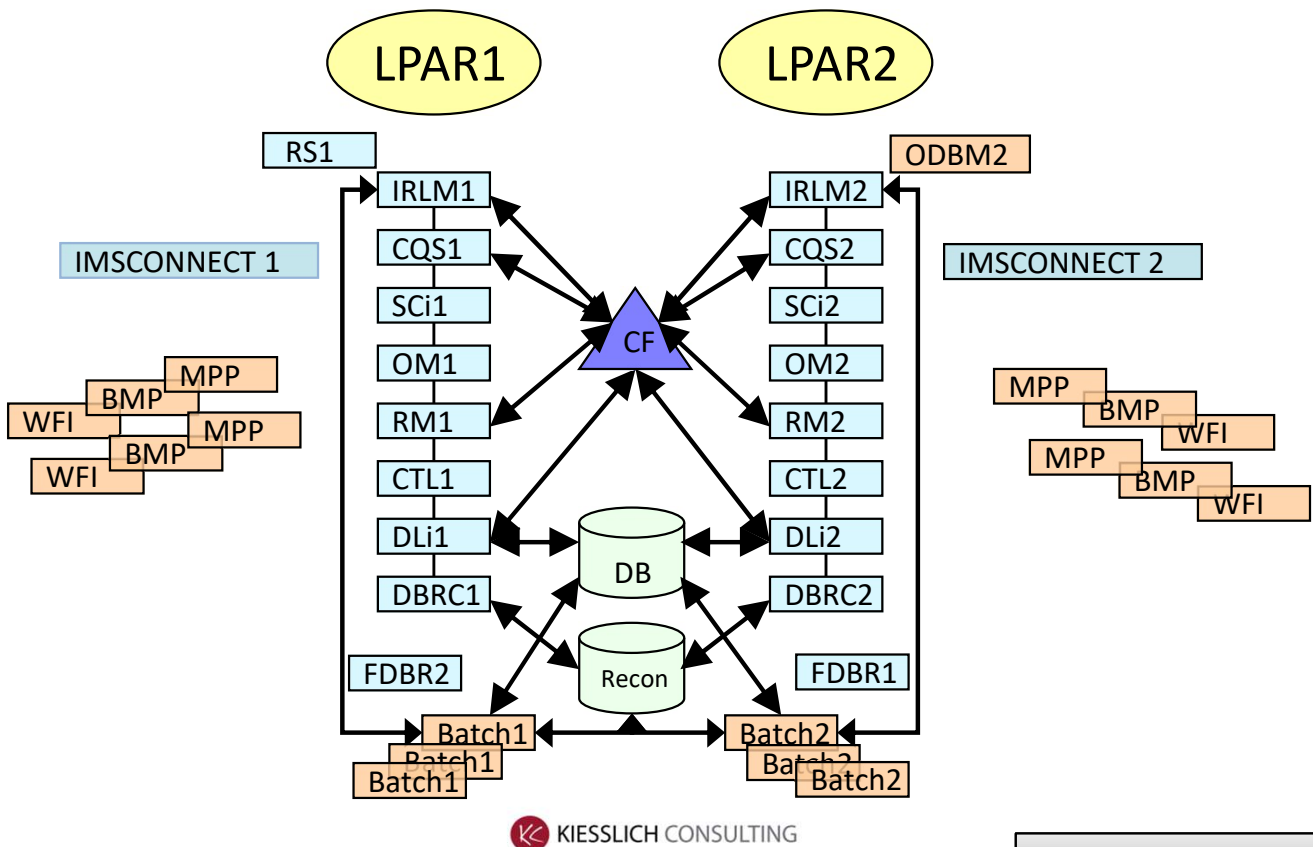 LPAR1
LPAR2
RS1
ODBM2
IRLM1
IRLM2
CQS1
CQS2
IMSCONNECT 1
IMSCONNECT 2
SCi1
SCi2
CF
OM1
OM2
MPP
BMP
WFI
MPP
BMP
WFI
MPP
BMP
WFI
MPP
BMP
WFI
RM1
RM2
CTL1
CTL2
DLi1
DLi2
DB
DBRC1
DBRC2
FDBR2
Recon
FDBR1
Batch1
Batch1
Batch1
Batch2
Batch2
Batch2
KC KIESSLICH CONSULTING